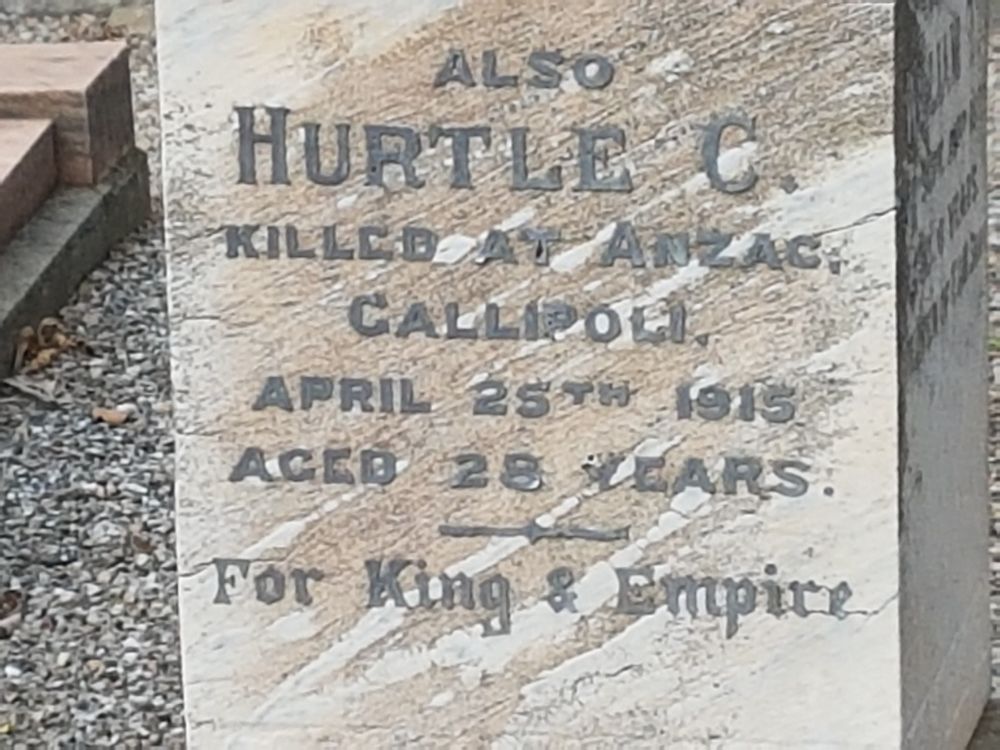 ALSO
HURTLE C.
KILLED AT ANZAC,
GALLIPOLI.
APRIL 25TH 1915
AGED 28 YEARS.
For King & Empire